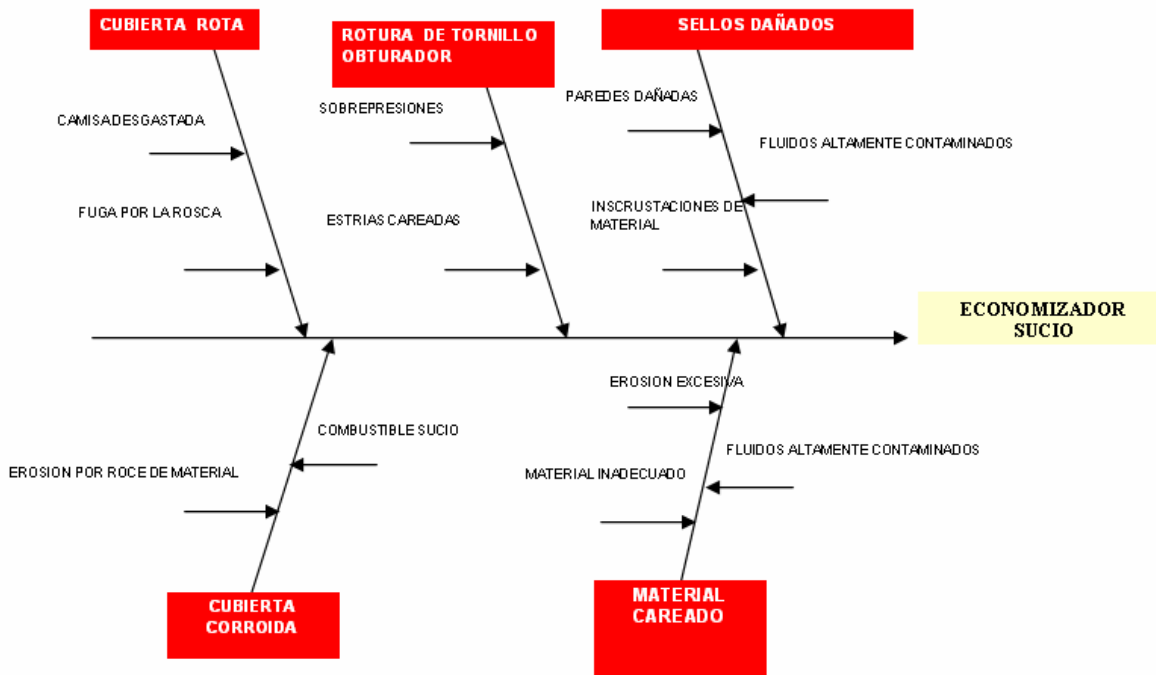 CUBIERTA ROTA
ROTURA DE TORNILLO
OBTURADOR
SELLOS DAÑADOS
CAMISA DESGASTADA
SOBREPRESIONES
PAREDES DAÑADAS
FLUIDOS ALTAMENTE CONTAMINADOS
FUGA POR LA ROSCA
ESTRIAS CAREADAS
INSCRUSTACIONES DE
MATERIAL
ECONOMIZADOR
SUCIO
EROSION EXCESIVA
COMBUSTIBLE SUCIO
FLUIDOS ALTAMENTE CONTAMINADOS
EROSION POR ROCE DE MATERIAL
MATERIAL INADECUADO
CUBIERTA
CORROIDA
MATERIAL
CAREADO